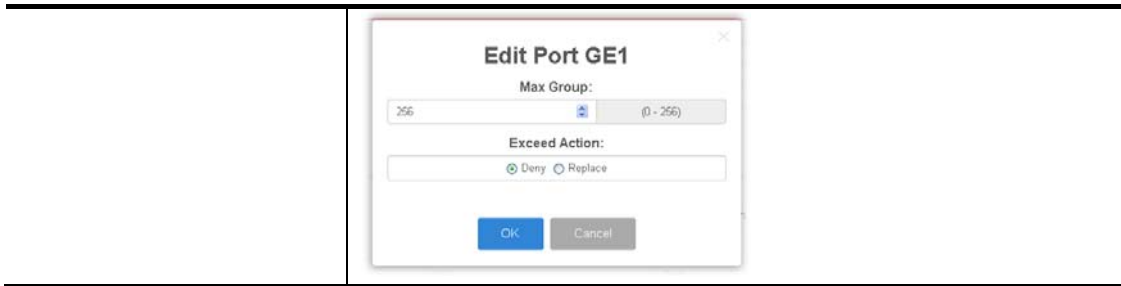 Edit Port GE1
Max Group:
256 (0 - 256)
Exceed Action:
Deny Replace
OK Cancel